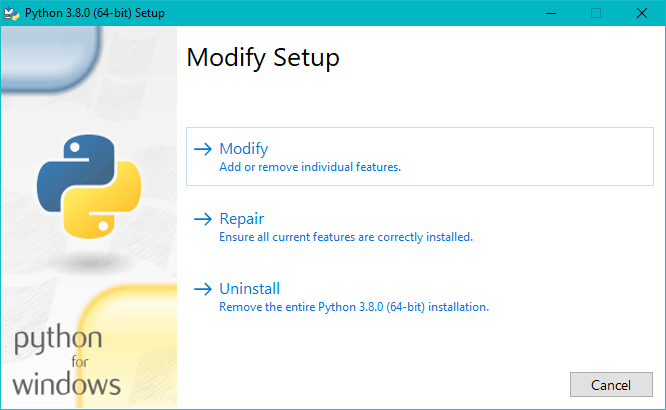 Python 3.8.0 (64-bit) Setup
Modify Setup
Modify
Add or remove individual features.
Repair
Ensure all current features are correctly installed.
Uninstall
Remove the entire Python 3.8.0 (64-bit) installation.
python
for
windows
Cancel